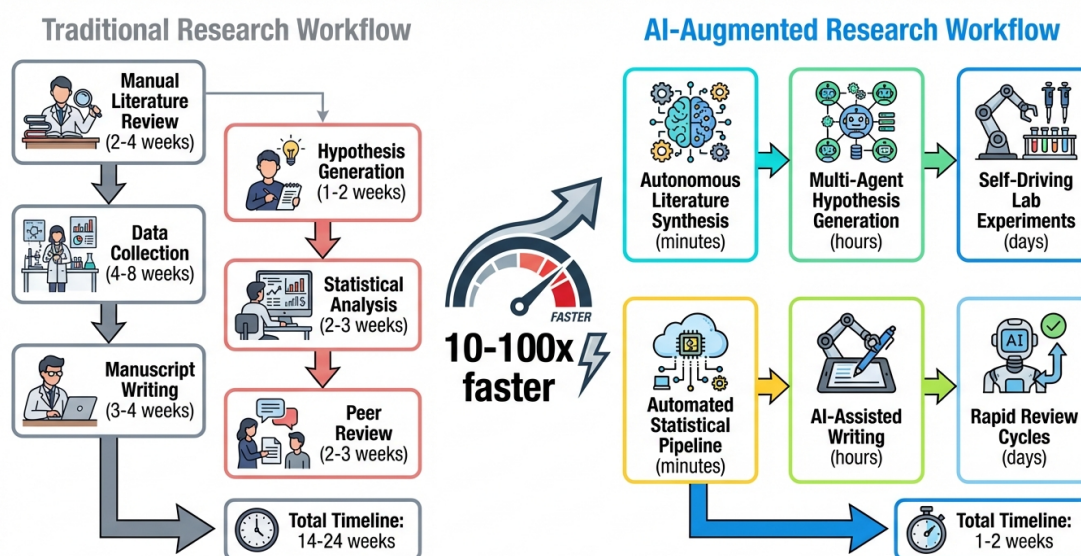 Traditional Research Workflow
Manual
Literature
Review
(2-4 weeks)
Hypothesis
Generation
(1-2 weeks)
Data
Collection
(4-8 weeks)
Statistical
Analysis
(2-3 weeks)
Manuscript
Writing
(3-4 weeks)
Peer
Review
(2-3 weeks)
Total Timeline:
14-24 weeks
FASTER
10-100x
faster
AI-Augmented Research Workflow
Autonomous
Literature
Synthesis
(minutes)
Multi-Agent
Hypothesis
Generation
(hours)
Self-Driving
Lab
Experiments
(days)
Automated
Statistical
Pipeline
(minutes)
AI-Assisted
Writing
(hours)
AI
Rapid Review
Cycles
(days)
Total Timeline:
1-2 weeks